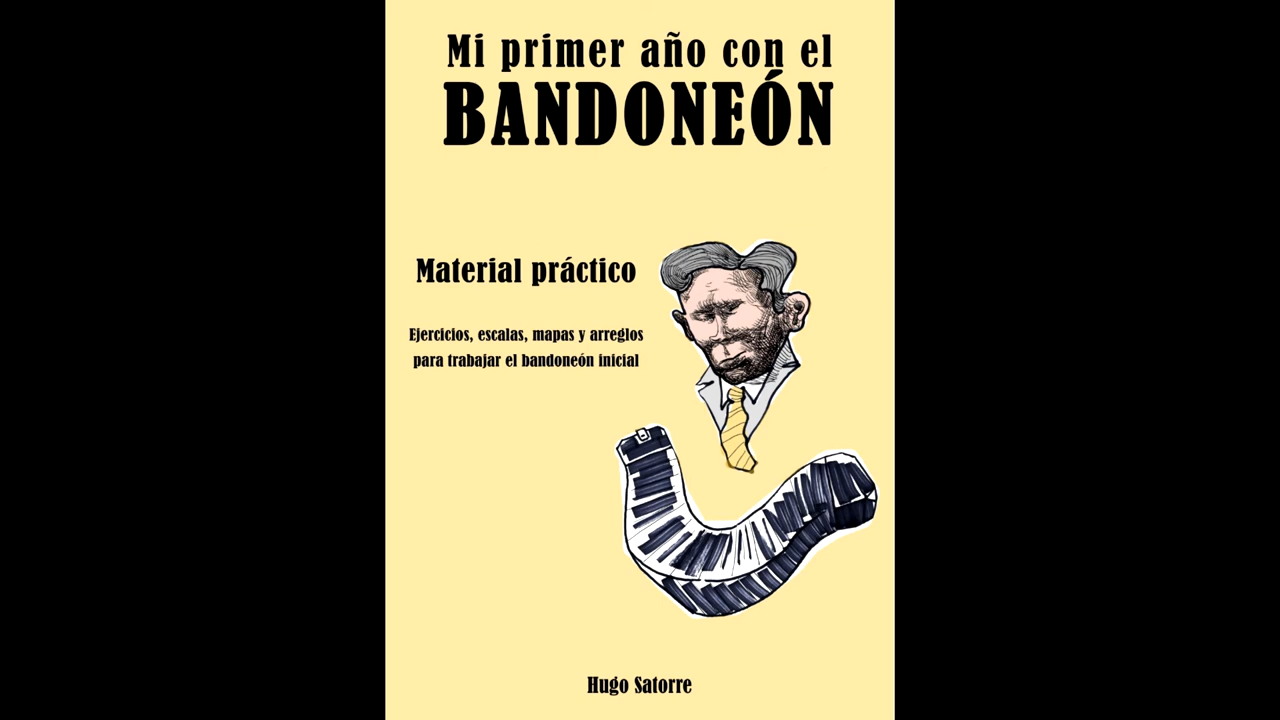 Mi primer año con el
BANDONEÓN
Material práctico
Ejercicios, escalas, mapas y arreglos
para trabajar el bandoneón inicial
Hugo Satorre